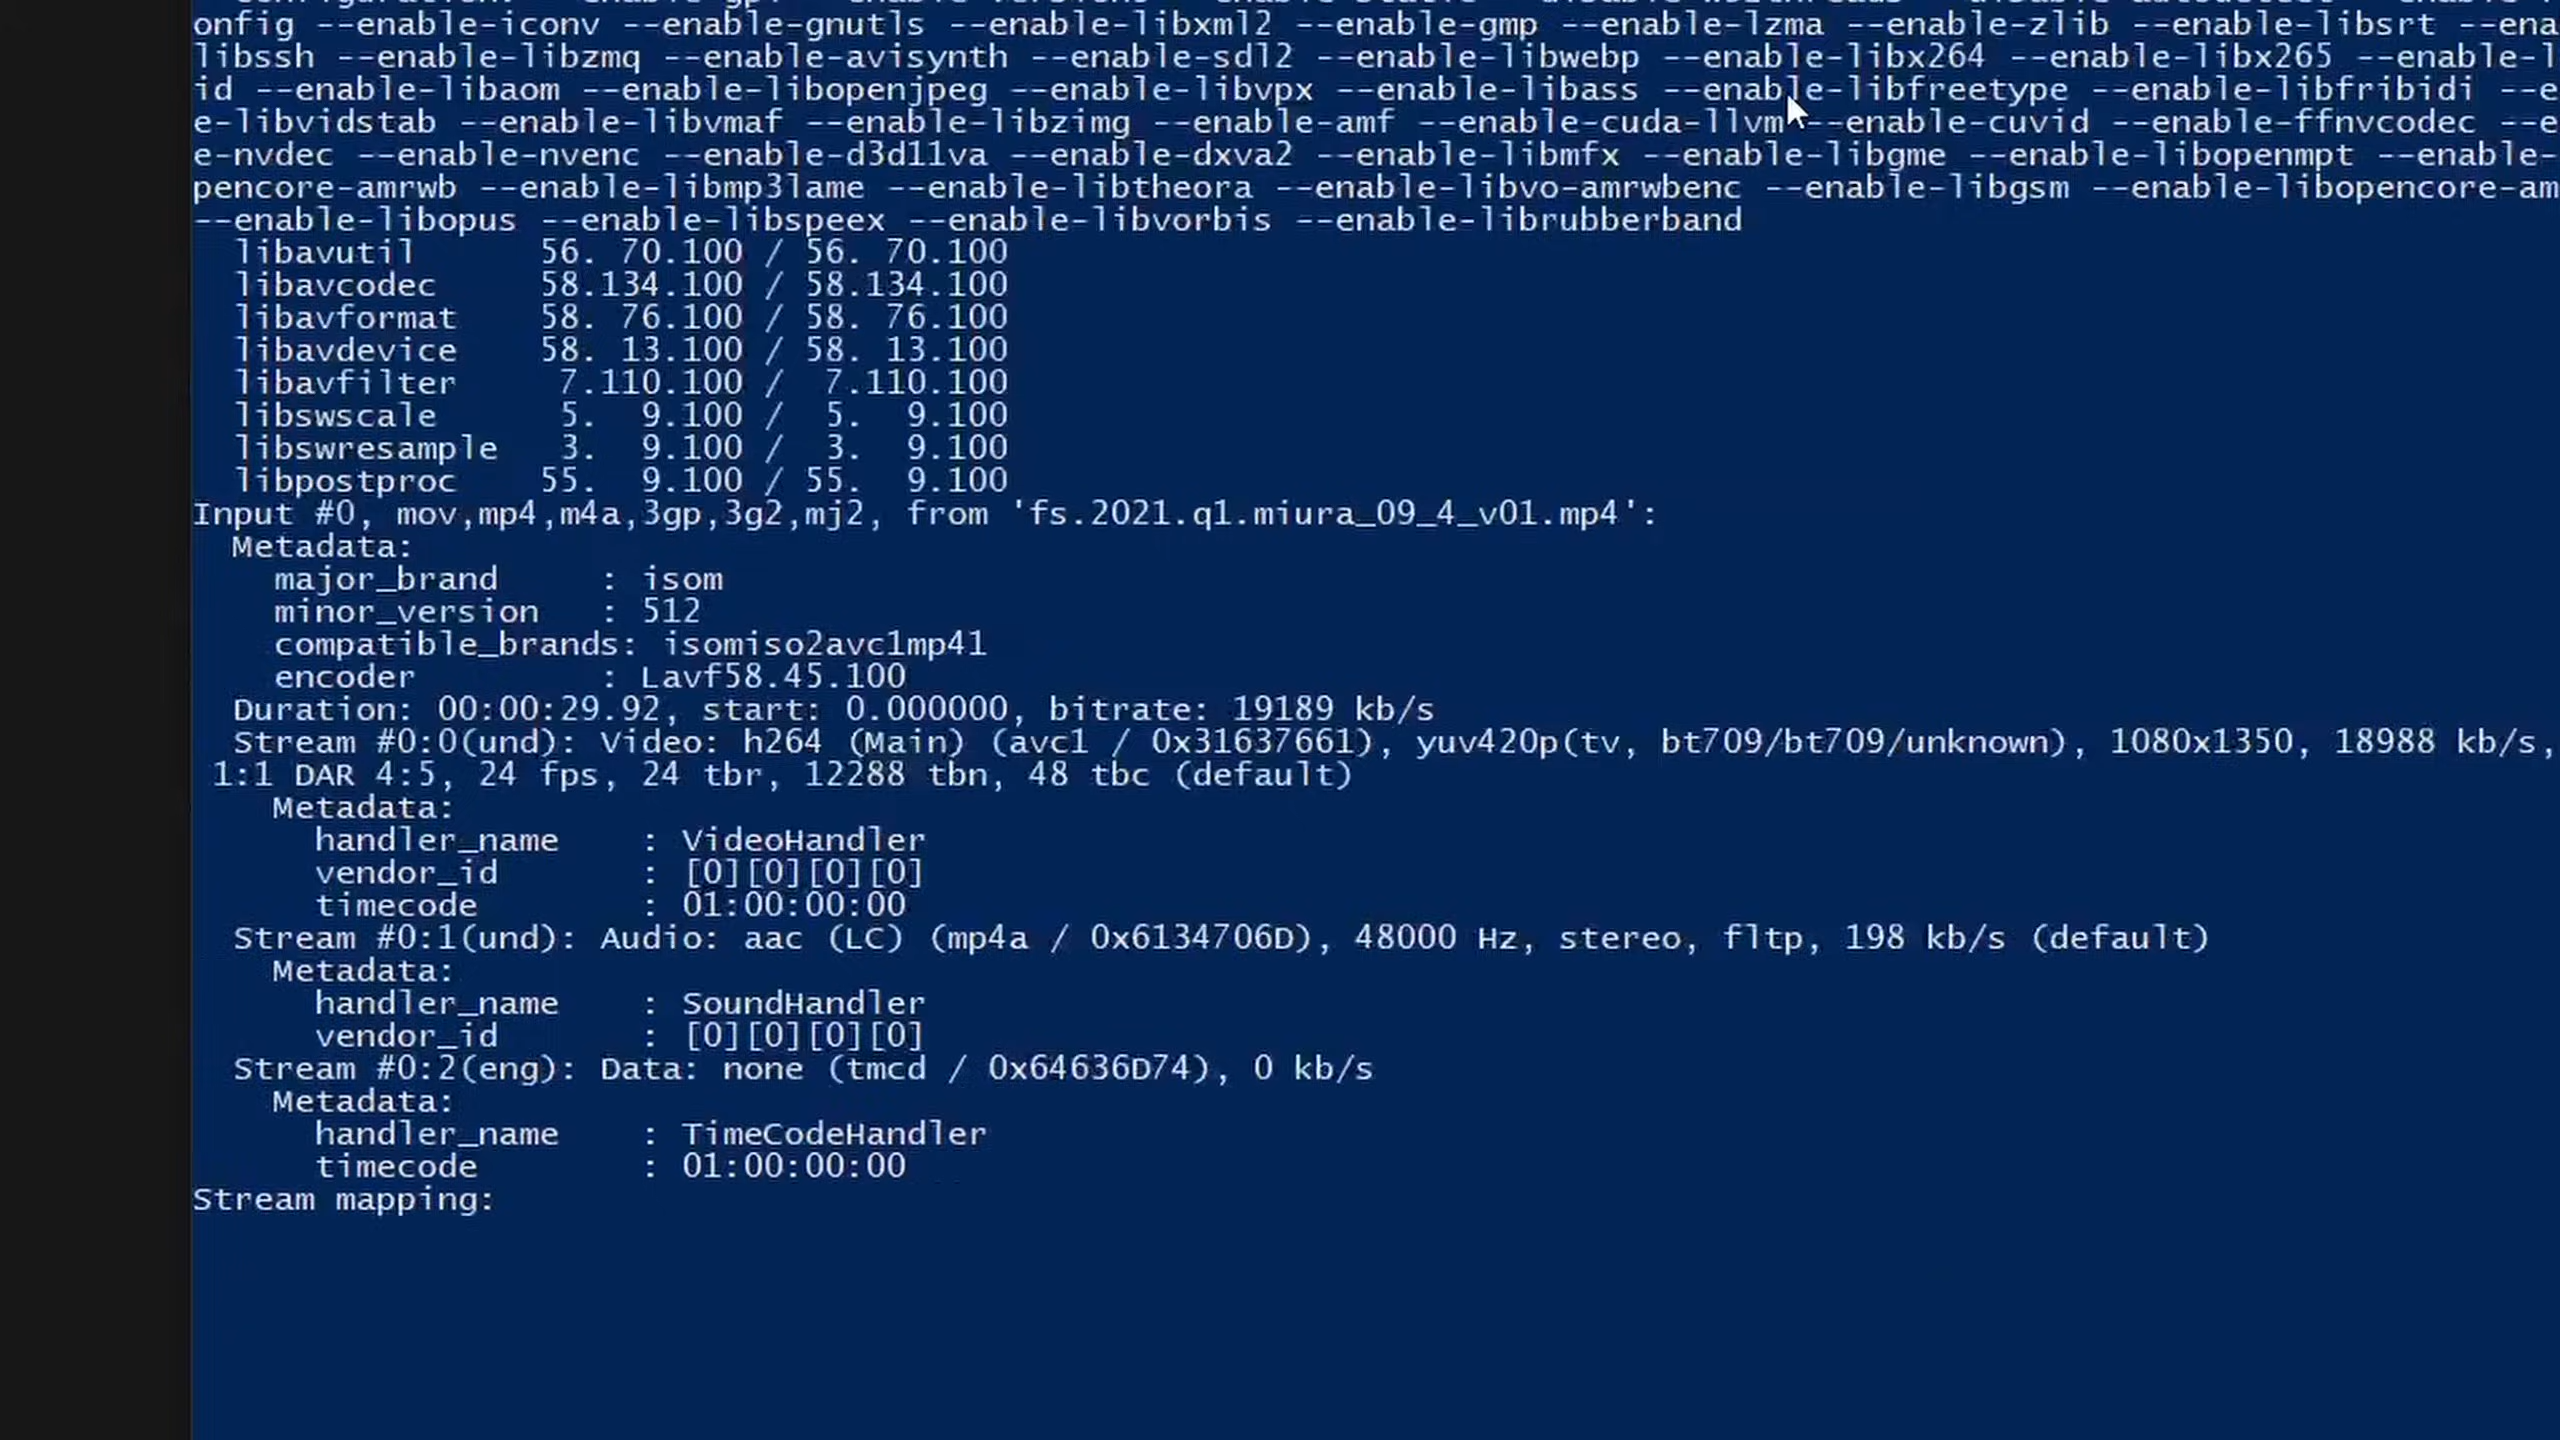 onfig --enable-iconv --enable-gnutls --enable-libxml2 --enable-gmp --enable-lzma --enable-zlib --enable-libsrt --ena
libssh --enable-libzmq --enable-avisynth --enable-sdl2 --enable-libwebp --enable-libx264 --enable-libx265 --enable-l
id --enable-libaom --enable-libopenjpeg --enable-libvpx --enable-libass --enable-libfreetype --enable-libfribidi --e
e-libvidstab --enable-libvmaf --enable-libzimg --enable-amf --enable-cuda-llvm --enable-cuvid --enable-ffnvcodec --e
e-nvdec --enable-nvenc --enable-d3d11va --enable-dxva2 --enable-libmfx --enable-libgme --enable-libopenmpt --enable-
pencore-amrwb --enable-libmp3lame --enable-libtheora --enable-libvo-amrwbenc --enable-libgsm --enable-libopencore-am
--enable-libopus --enable-libspeex --enable-libvorbis --enable-librubberband
libavutil 56. 70.100 / 56. 70.100
libavcodec 58.134.100 / 58.134.100
libavformat 58. 76.100 / 58. 76.100
libavdevice 58. 13.100 / 58. 13.100
libavfilter 7.110.100 / 7.110.100
libswscale 5. 9.100 / 5. 9.100
libswresample 3. 9.100 / 3. 9.100
libpostproc 55. 9.100 / 55. 9.100
Input #0, mov,mp4,m4a,3gp,3g2,mj2, from 'fs.2021.q1.miura_09_4_v01.mp4':
Metadata:
major_brand : isom
minor_version : 512
compatible_brands: isomiso2avc1mp41
encoder : Lavf58.45.100
Duration: 00:00:29.92, start: 0.000000, bitrate: 19189 kb/s
Stream #0:0(und): Video: h264 (Main) (avc1 / 0x31637661), yuv420p(tv, bt709/bt709/unknown), 1080x1350, 18988 kb/s,
1:1 DAR 4:5, 24 fps, 24 tbr, 12288 tbn, 48 tbc (default)
Metadata:
handler_name : VideoHandler
vendor_id : [0][0][0][0]
timecode : 01:00:00:00
Stream #0:1(und): Audio: aac (LC) (mp4a / 0x6134706D), 48000 Hz, stereo, fltp, 198 kb/s (default)
Metadata:
handler_name : SoundHandler
vendor_id : [0][0][0][0]
Stream #0:2(eng): Data: none (tmcd / 0x64636D74), 0 kb/s
Metadata:
handler_name : TimeCodeHandler
timecode : 01:00:00:00
Stream mapping: